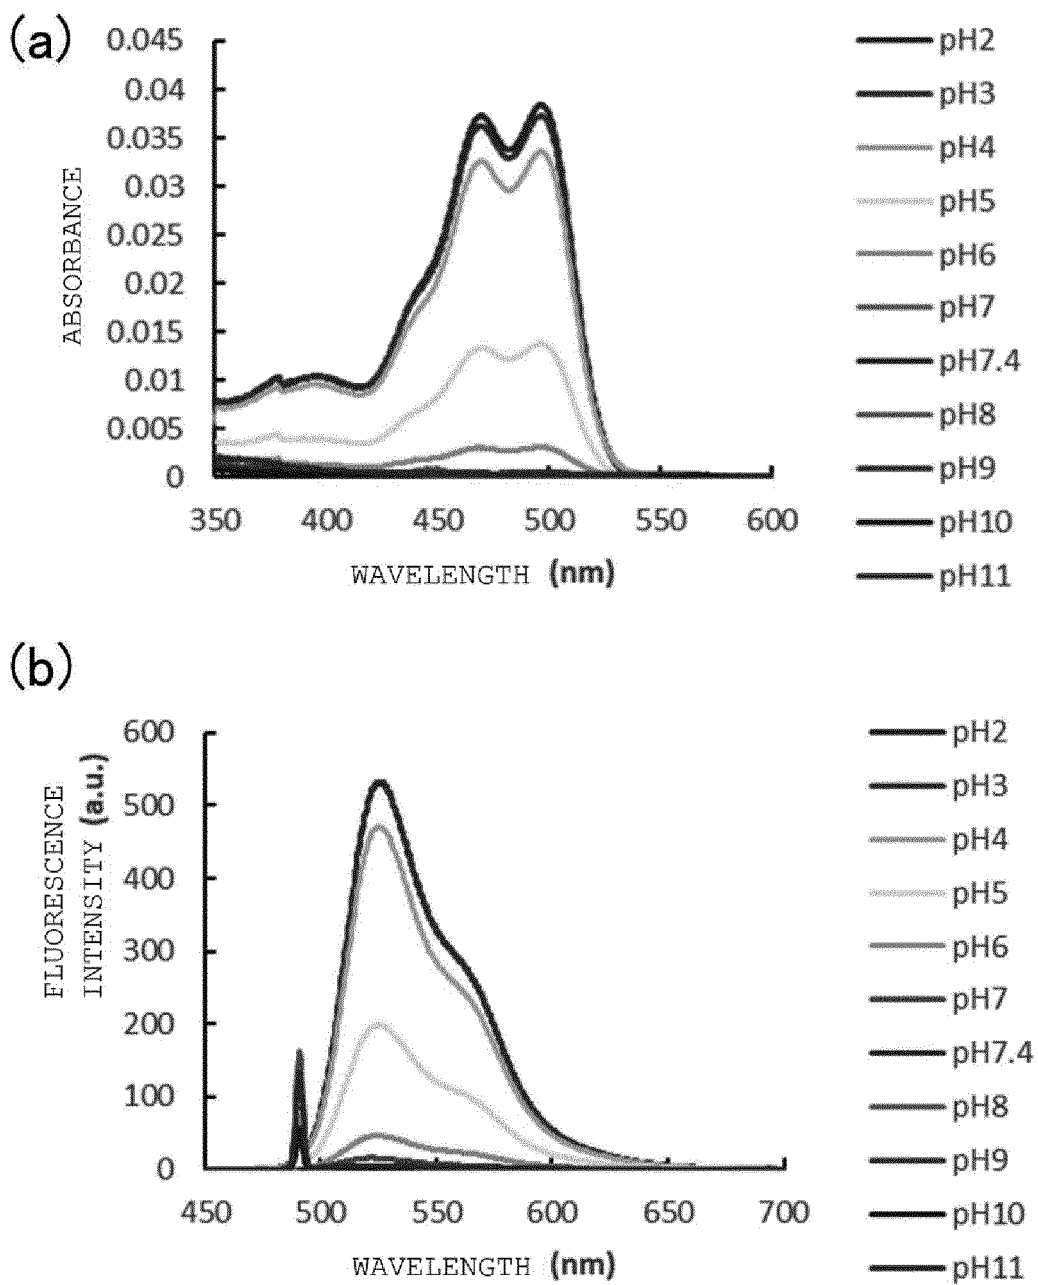 (a)
0.045
0.04
0.035
0.03
0.025
0.02
0.015
0.01
0.005
0
ABSORBANCE
350 400 450 500 550 600
WAVELENGTH (nm)
pH2
pH3
pH4
pH5
pH6
pH7
pH7.4
pH8
pH9
pH10
pH11
(b)
600
500
400
300
200
100
0
FLUORESCENCE
INTENSITY (a.u.)
450 500 550 600 650 700
WAVELENGTH (nm)
pH2
pH3
pH4
pH5
pH6
pH7
pH7.4
pH8
pH9
pH10
pH11